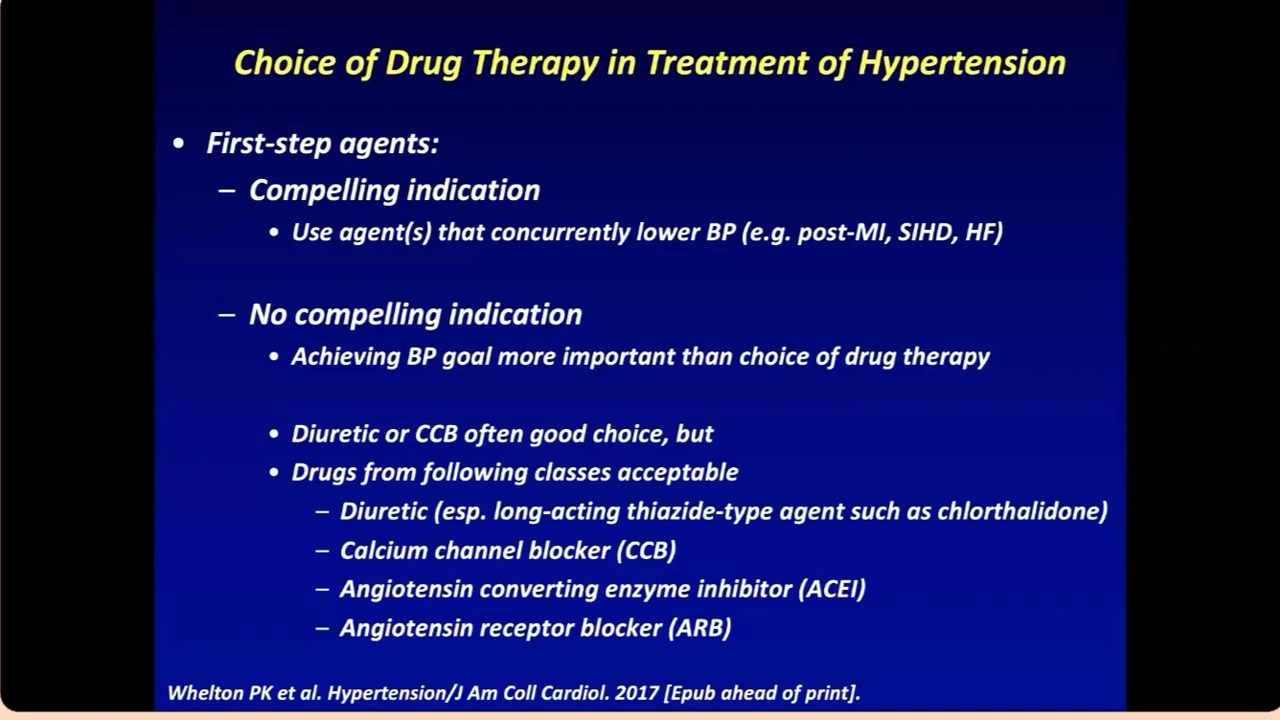 Choice of Drug Therapy in Treatment of Hypertension
• First-step agents:
– Compelling indication
• Use agent(s) that concurrently lower BP (e.g. post-MI, SIHD, HF)
– No compelling indication
• Achieving BP goal more important than choice of drug therapy
• Diuretic or CCB often good choice, but
• Drugs from following classes acceptable
– Diuretic (esp. long-acting thiazide-type agent such as chlorthalidone)
– Calcium channel blocker (CCB)
– Angiotensin converting enzyme inhibitor (ACEI)
– Angiotensin receptor blocker (ARB)
Whelton PK et al. Hypertension/J Am Coll Cardiol. 2017 [Epub ahead of print].